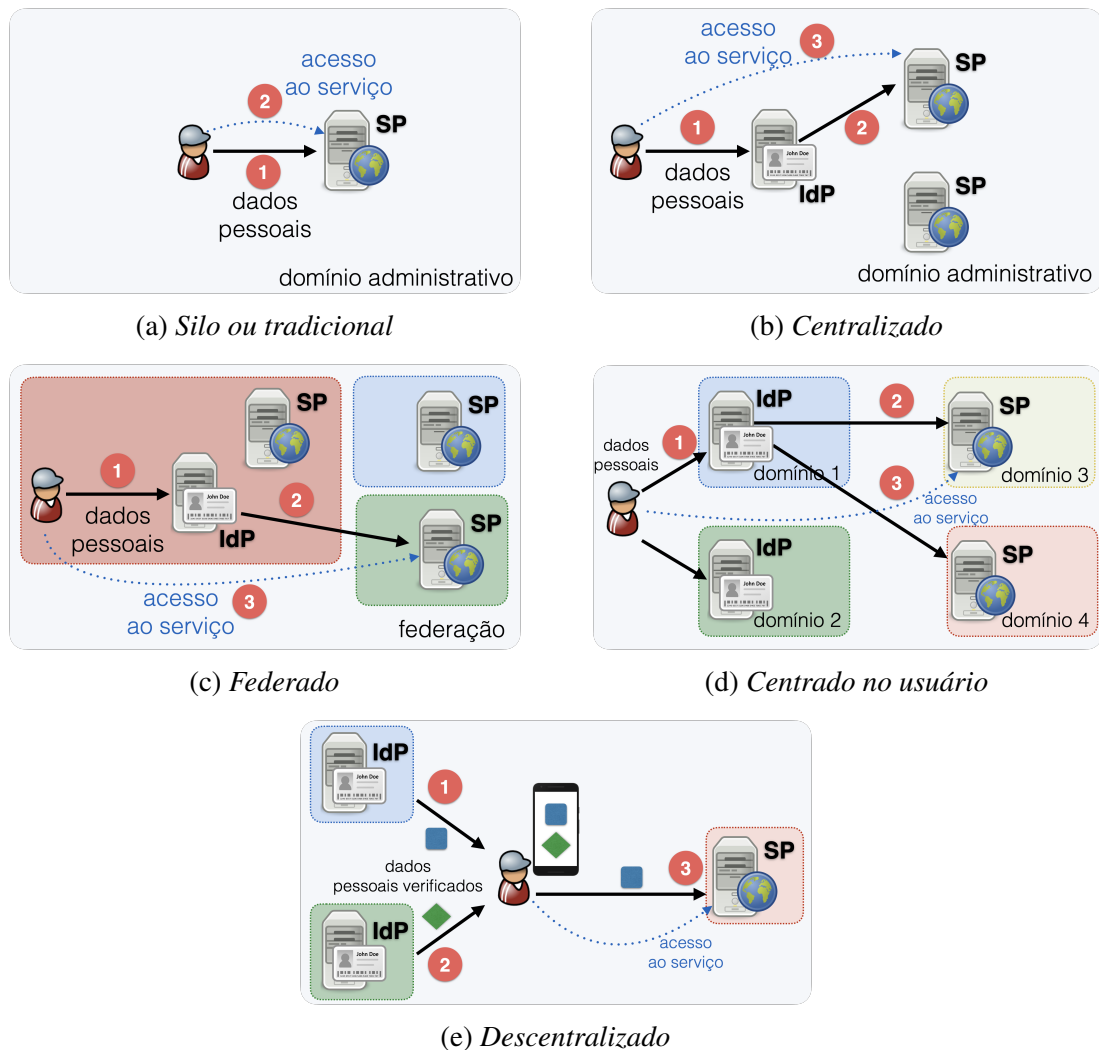 acesso
ao serviço
2
SP
1
dados
pessoais
domínio administrativo
(a) Silo ou tradicional
acesso
ao serviço
3
SP
1
2
dados
pessoais
John Doe
IdP
SP
domínio administrativo
(b) Centralizado
SP
SP
1
2
dados
pessoais
John Doe
IdP
SP
acesso
ao serviço
3
federação
(c) Federado
IdP
2
SP
dados
pessoais
1
John Doe
domínio 1
domínio 3
3
acesso
ao serviço
IdP
John Doe
domínio 2
SP
domínio 4
(d) Centrado no usuário
IdP
John Doe
1
dados
pessoais verificados
3
SP
IdP
John Doe
2
acesso
ao serviço
(e) Descentralizado